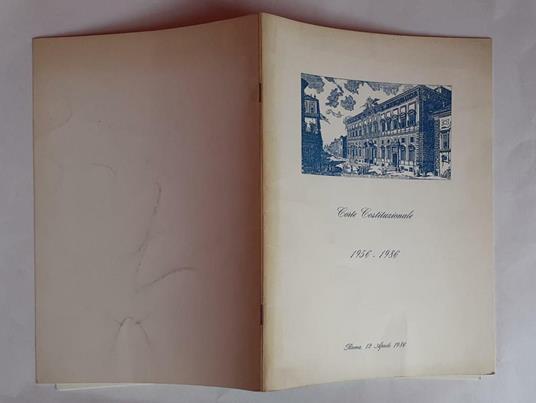 Corte Costituzionale
1956 - 1986
Roma, 12 Aprile 1986